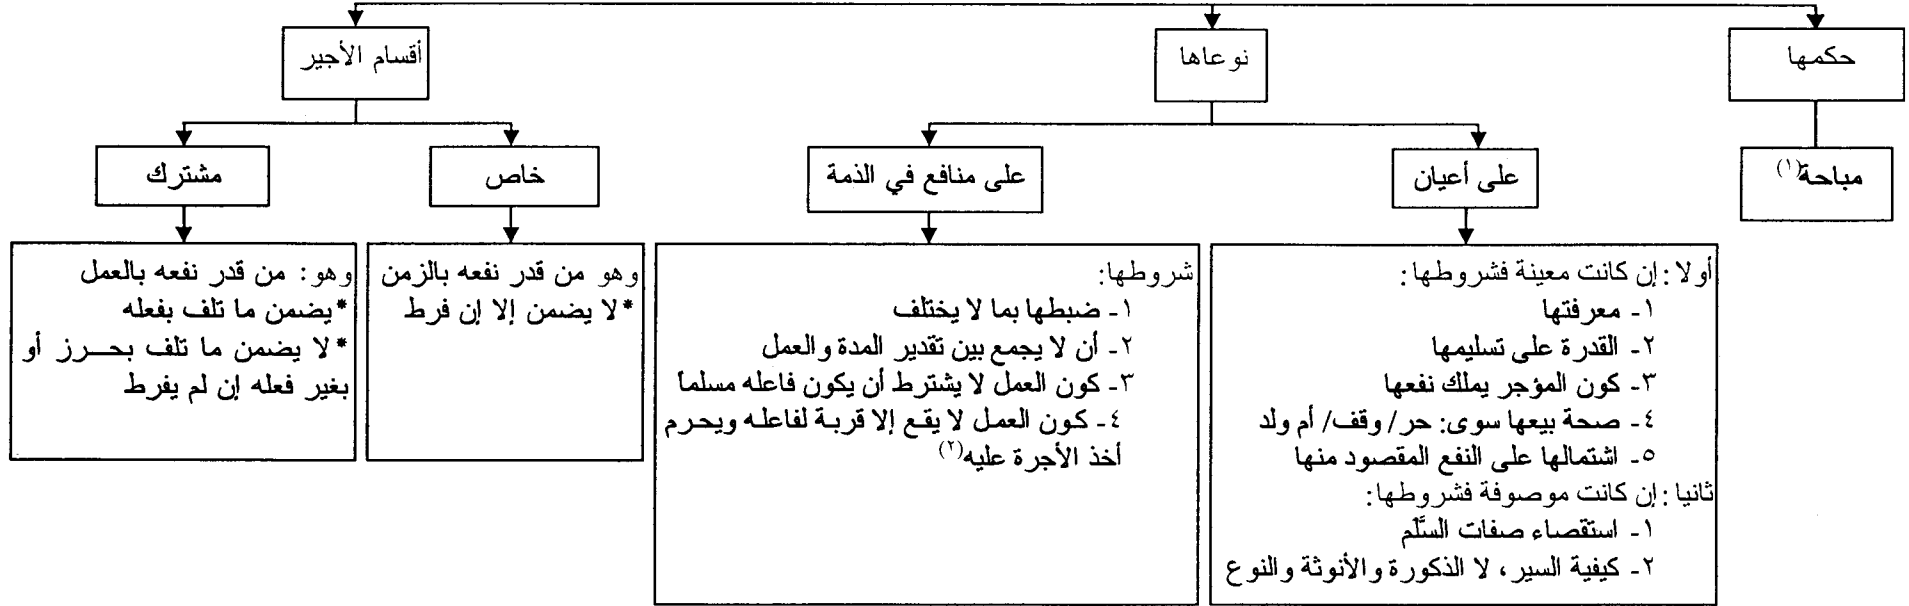 حكمها
مباحة(١)
نوعاها
على أعيان
أولا: إن كانت معينة فشروطها:
١- معرفتها
٢- القدرة على تسليمها
٣- كون المؤجر يملك نفعها
٤- صحة بيعها سوى: حر/ وقف/ أم ولد
٥- اشتمالها على النفع المقصود منها
ثانيا: إن كانت موصوفة فشروطها:
١- استقصاء صفات السَّلَم
٢- كيفية السير، لا الذكورة والأنوثة والنوع
على منافع في الذمة
شروطها:
١- ضبطها بما لا يختلف
٢- أن لا يجمع بين تقدير المدة والعمل
٣- كون العمل لا يشترط أن يكون فاعله مسلما
٤- كون العمل لا يقع إلا قربة لفاعله ويحرم
أخذ الأجرة عليه(٢)
أقسام الأجير
خاص
وهو من قدر نفعه بالزمن
*لا يضمن إلا إن فرط
مشترك
وهو: من قدر نفعه بالعمل
*يضمن ما تلف بفعله
*لا يضمن ما تلف بحرز أو
بغير فعله إن لم يفرط